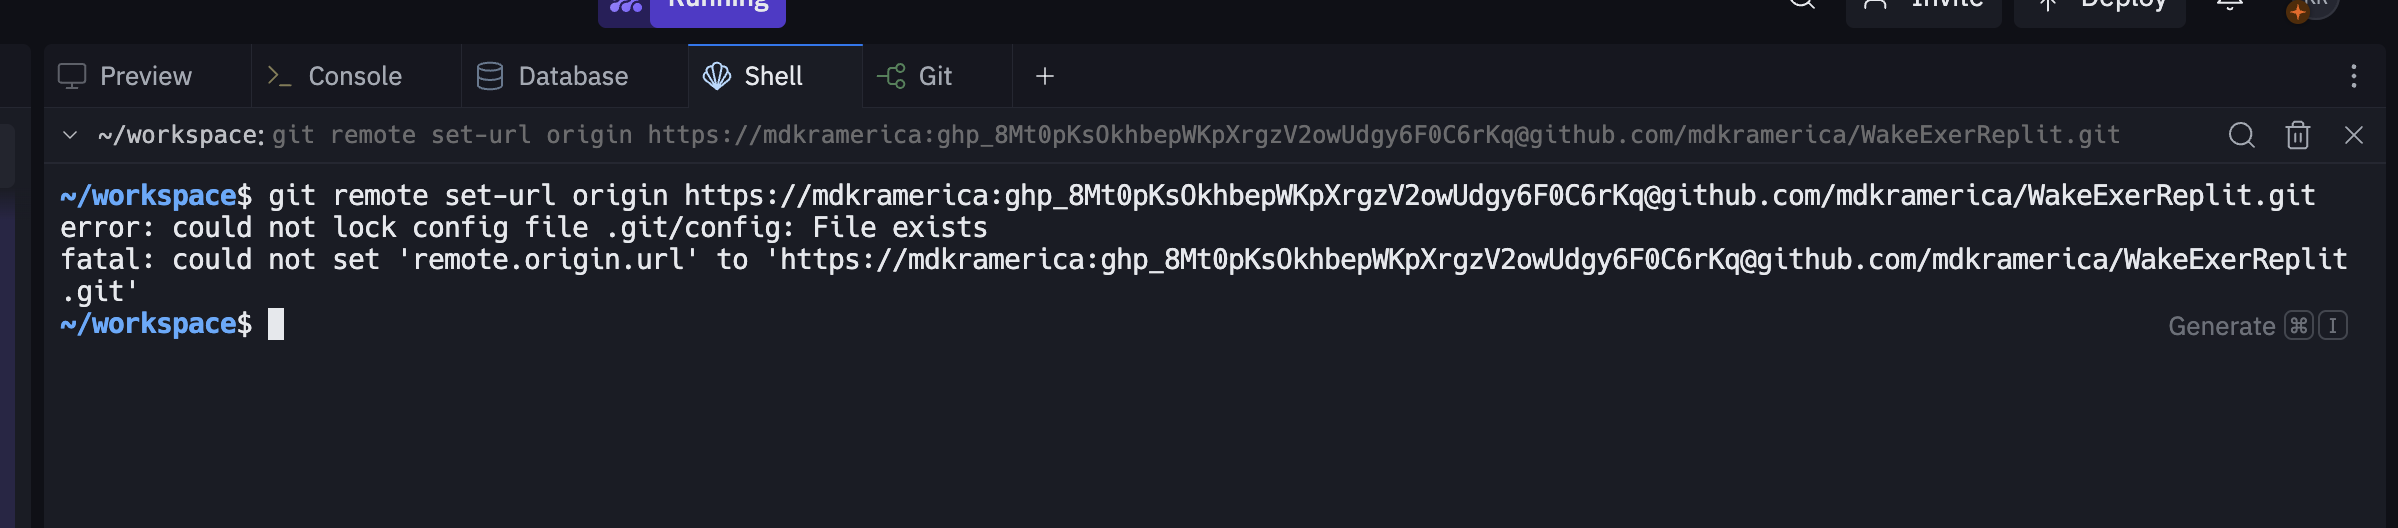 Running
Invite
Deploy
KR
Preview
Console
Database
Shell
Git
~/workspace: git remote set-url origin https://mdkramerica: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@github.com/mdkramerica/WakeExerReplit.git
~/workspace$ git remote set-url origin https://mdkramerica: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@github.com/mdkramerica/WakeExerReplit.git
error: could not lock config file .git/config: File exists
fatal: could not set 'remote.origin.url' to 'https://mdkramerica: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@github.com/mdkramerica/WakeExerReplit
.git'
~/workspace$
Generate ⌘ I